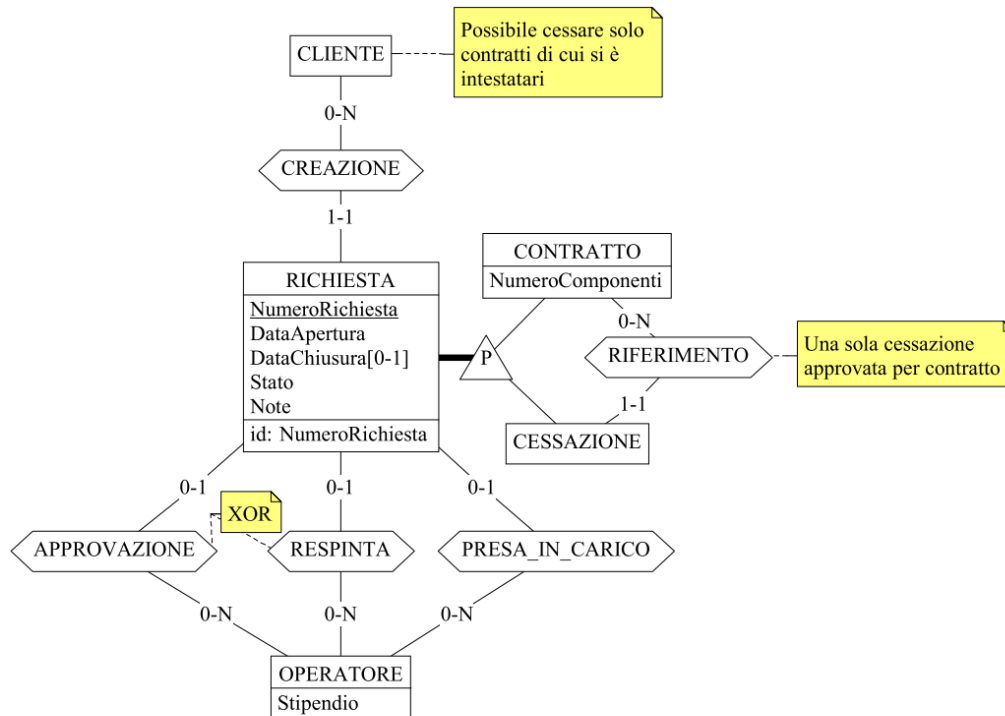 CLIENTE
Possibile cessare solo
contratti di cui si è
intestatari
0-N
CREAZIONE
1-1
RICHIESTA
NumeroRichiesta
DataApertura
DataChiusura[0-1]
Stato
Note
id: NumeroRichiesta
P
CONTRATTO
NumeroComponenti
0-N
RIFERIMENTO
Una sola cessazione
approvata per contratto
1-1
CESSAZIONE
0-1
0-1
0-1
XOR
APPROVAZIONE
RESPINTA
PRESA_IN_CARICO
0-N
0-N
0-N
OPERATORE
Stipendio